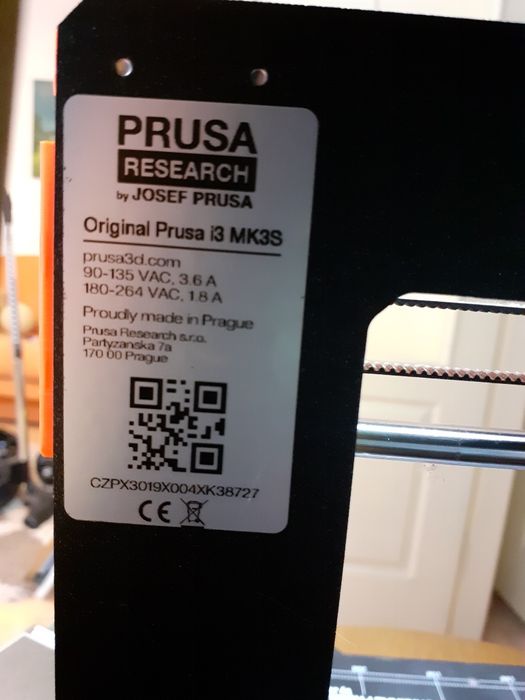 PRUSA
RESEARCH
by JOSEF PRUSA
Original Prusa i3 MK3S
prusa3d.com
90-135 VAC, 3.6 A
180-264 VAC, 1.8 A
Proudly made in Prague
Prusa Research s.r.o.
Partyzanska 7a
170 00 Prague
CZPX3019X004XK38727
CE